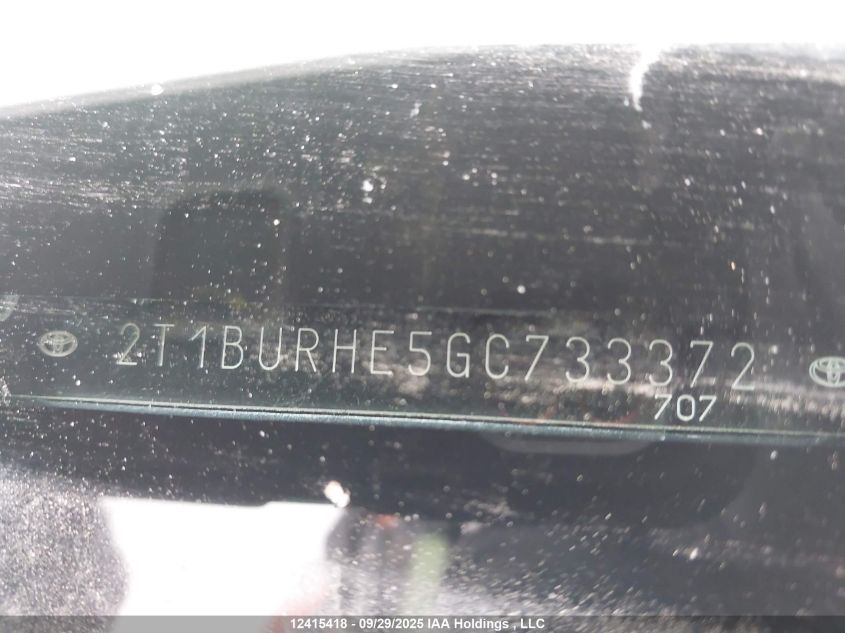 2T1BURHE5GC733372
707
12415418 - 09/29/2025 IAA Holdings , LLC